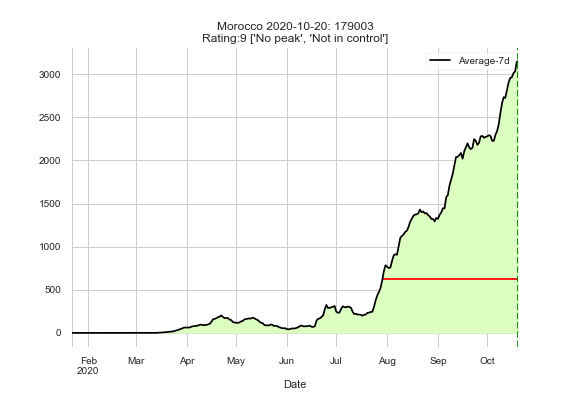 Morocco 2020-10-20: 179003
Rating:9 ['No peak', 'Not in control']
Average-7d
3000
2500
2000
1500
1000
500
0
Feb Mar Apr May Jun Jul Aug Sep Oct
2020
Date